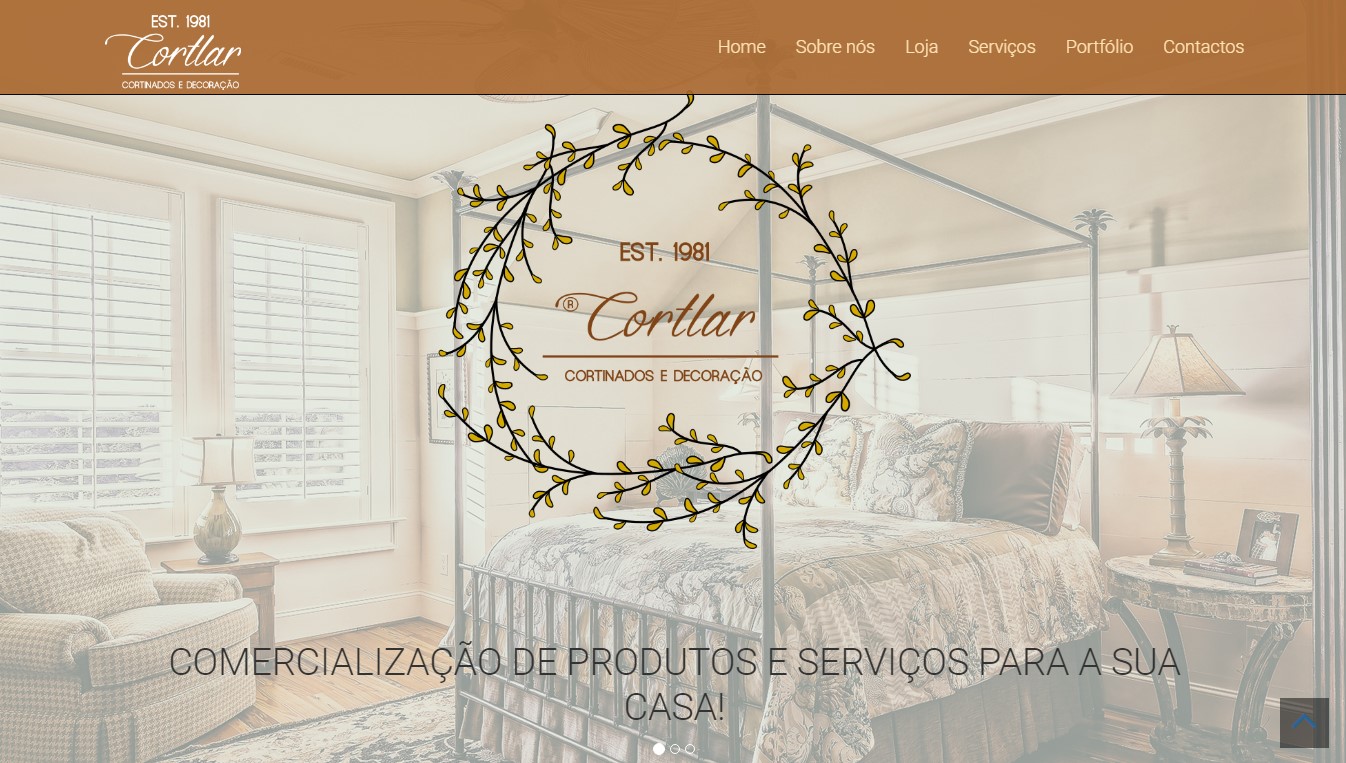 EST. 1981
Cortlar
CORTINADOS E DECORAÇÃO
Home Sobre nós Loja Serviços Portfólio Contactos
EST. 1981
® Cortlar
CORTINADOS E DECORAÇÃO
COMERCIALIZAÇÃO DE PRODUTOS E SERVIÇOS PARA A SUA
CASA!